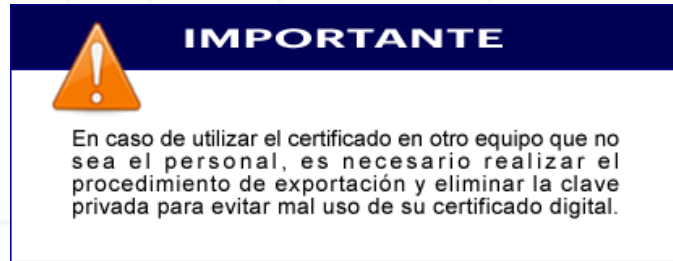 IMPORTANTE
En caso de utilizar el certificado en otro equipo que no
sea el personal, es necesario realizar el
procedimiento de exportación y eliminar la clave
privada para evitar mal uso de su certificado digital.